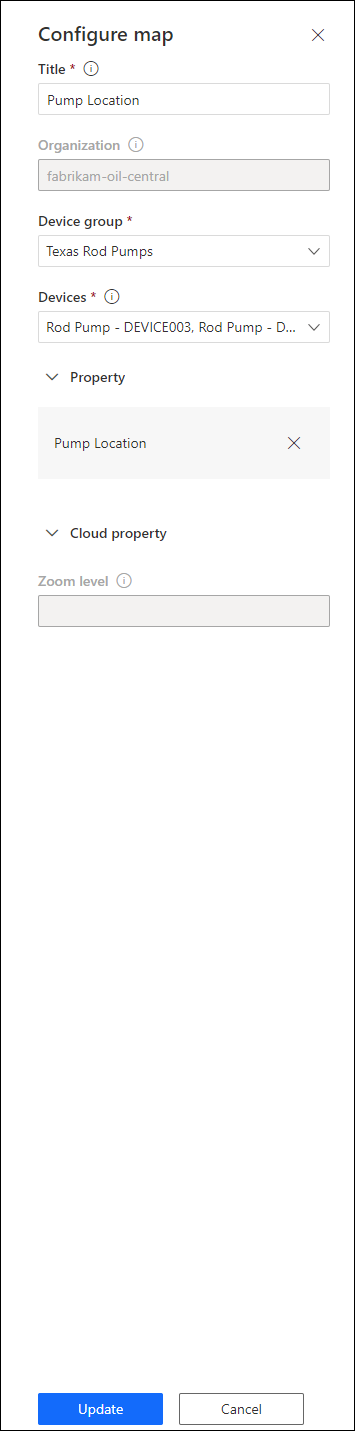 Configure map
Title *
Pump Location
Organization
fabrikam-oil-central
Device group *
Texas Rod Pumps
Devices *
Rod Pump - DEVICE003, Rod Pump - D...
Property
Pump Location
Cloud property
Zoom level
Update Cancel